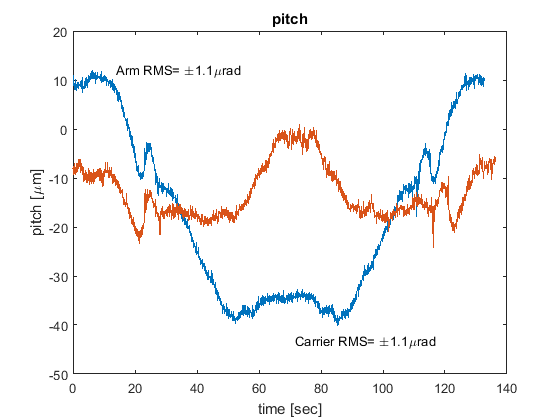 pitch
20
Arm RMS= ±1.1μrad
10
0
-10
-20
-30
-40
Carrier RMS= ±1.1μrad
-50
pitch [μm]
0 20 40 60 80 100 120 140
time [sec]